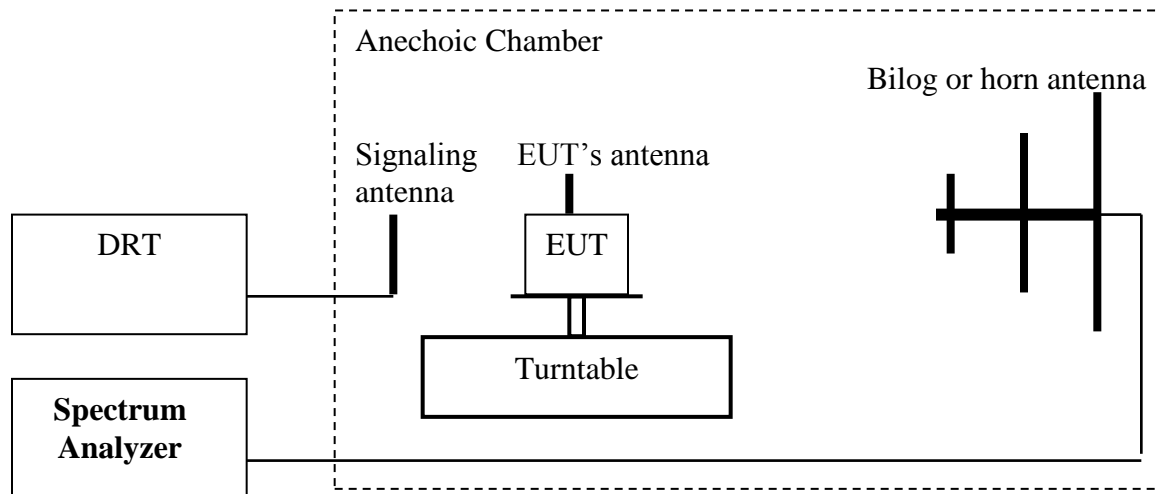 Anechoic Chamber
Bilog or horn antenna
Signaling
antenna
EUT’s antenna
DRT
EUT
Turntable
Spectrum
Analyzer